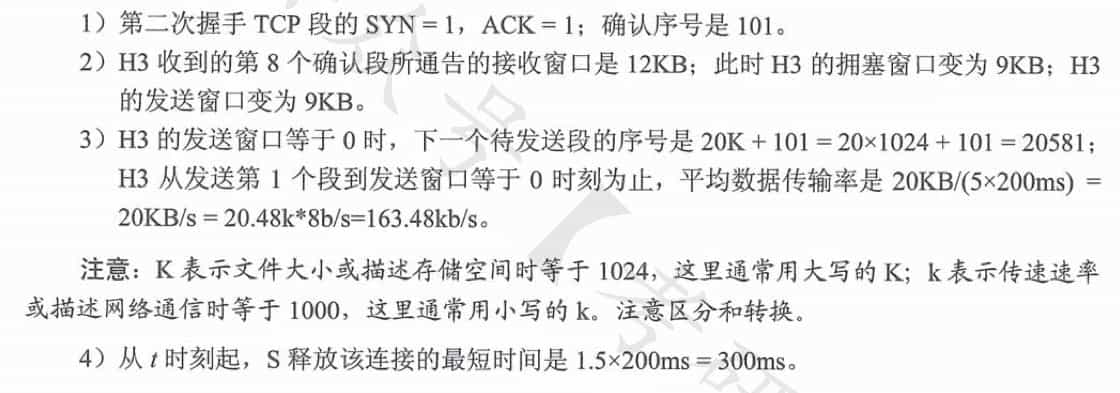 1）第二次握手 TCP 段的 SYN = 1，ACK = 1；确认序号是 101。
2）H3 收到的第 8 个确认段所通告的接收窗口是 12KB；此时 H3 的拥塞窗口变为 9KB；H3
的发送窗口变为 9KB。
3）H3 的发送窗口等于 0 时，下一个待发送段的序号是 20K + 101 = 20×1024 + 101 = 20581；
H3 从发送第 1 个段到发送窗口等于 0 时刻为止，平均数据传输率是 20KB/(5×200ms) =
20KB/s = 20.48k*8b/s=163.48kb/s。
注意：K 表示文件大小或描述存储空间时等于 1024，这里通常用大写的 K；k 表示传速速率
或描述网络通信时等于 1000，这里通常用小写的 k。注意区分和转换。
4）从 t 时刻起，S 释放该连接的最短时间是 1.5×200ms = 300ms。